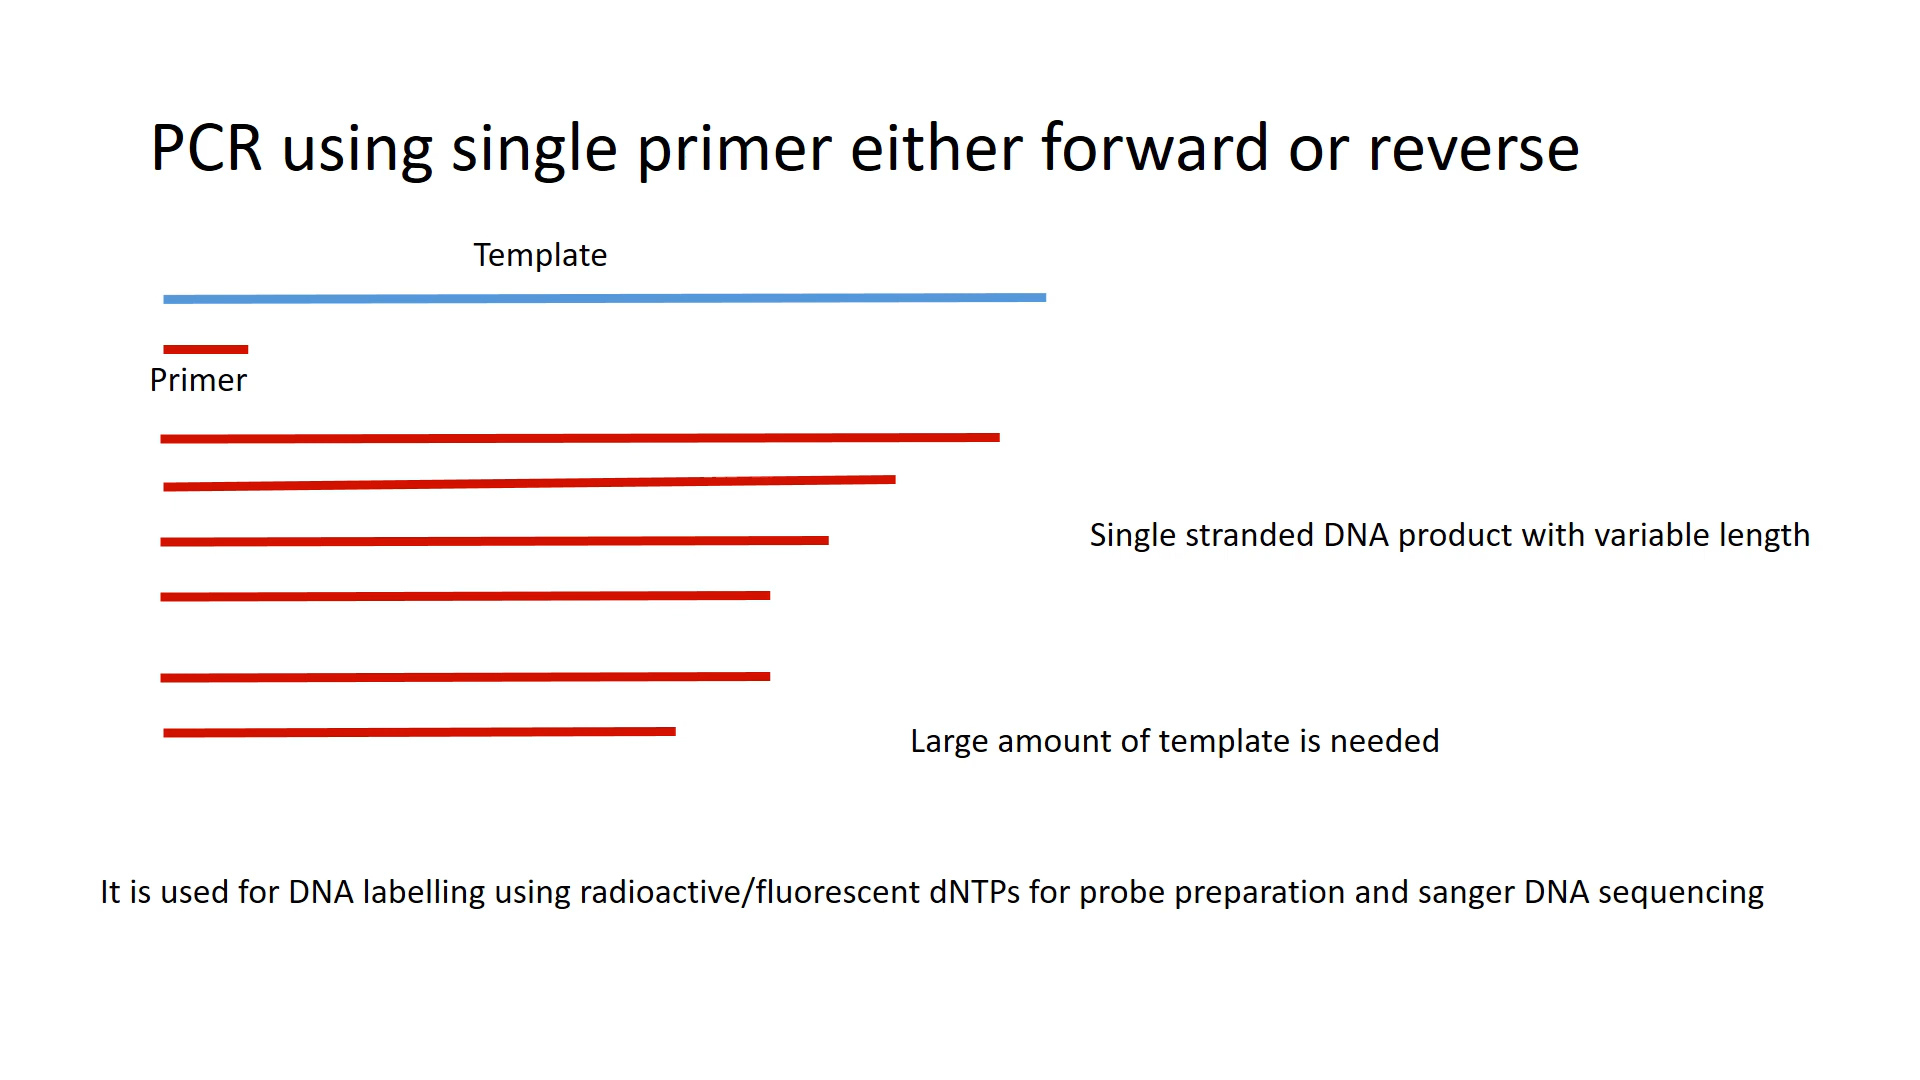 PCR using single primer either forward or reverse
Template
Primer
Single stranded DNA product with variable length
Large amount of template is needed
It is used for DNA labelling using radioactive/fluorescent dNTPs for probe preparation and sanger DNA sequencing